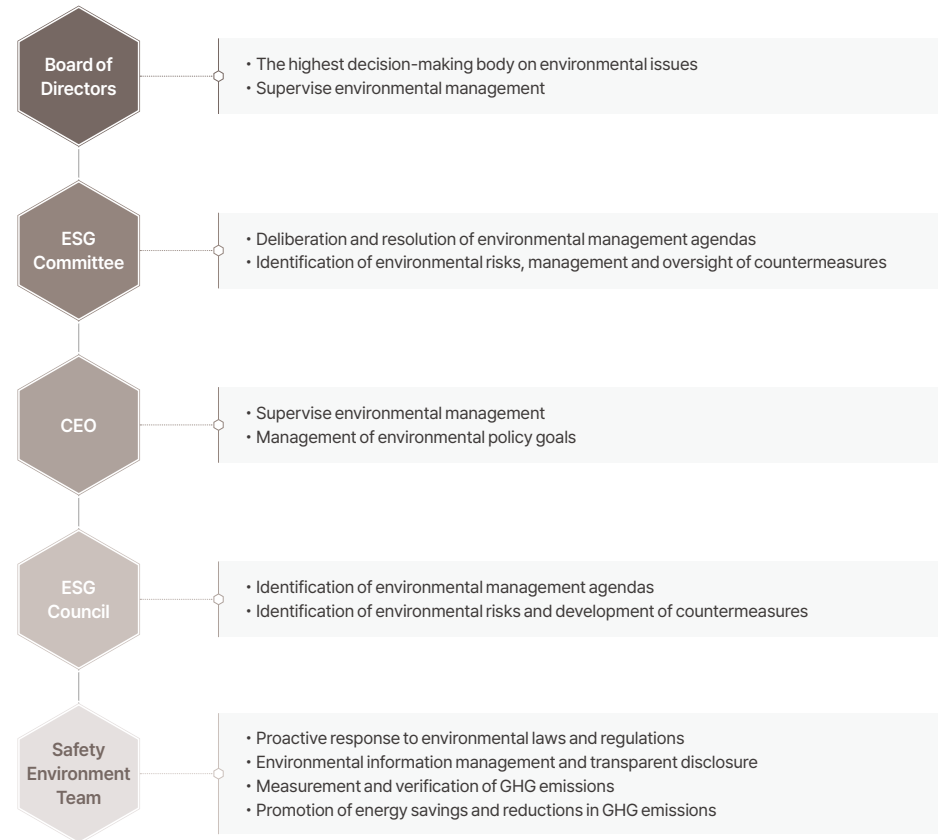 Board of
Directors
• The highest decision-making body on environmental issues
• Supervise environmental management
ESG
Committee
• Deliberation and resolution of environmental management agendas
• Identification of environmental risks, management and oversight of countermeasures
CEO
• Supervise environmental management
• Management of environmental policy goals
ESG
Council
• Identification of environmental management agendas
• Identification of environmental risks and development of countermeasures
Safety
Environment
Team
• Proactive response to environmental laws and regulations
• Environmental information management and transparent disclosure
• Measurement and verification of GHG emissions
• Promotion of energy savings and reductions in GHG emissions